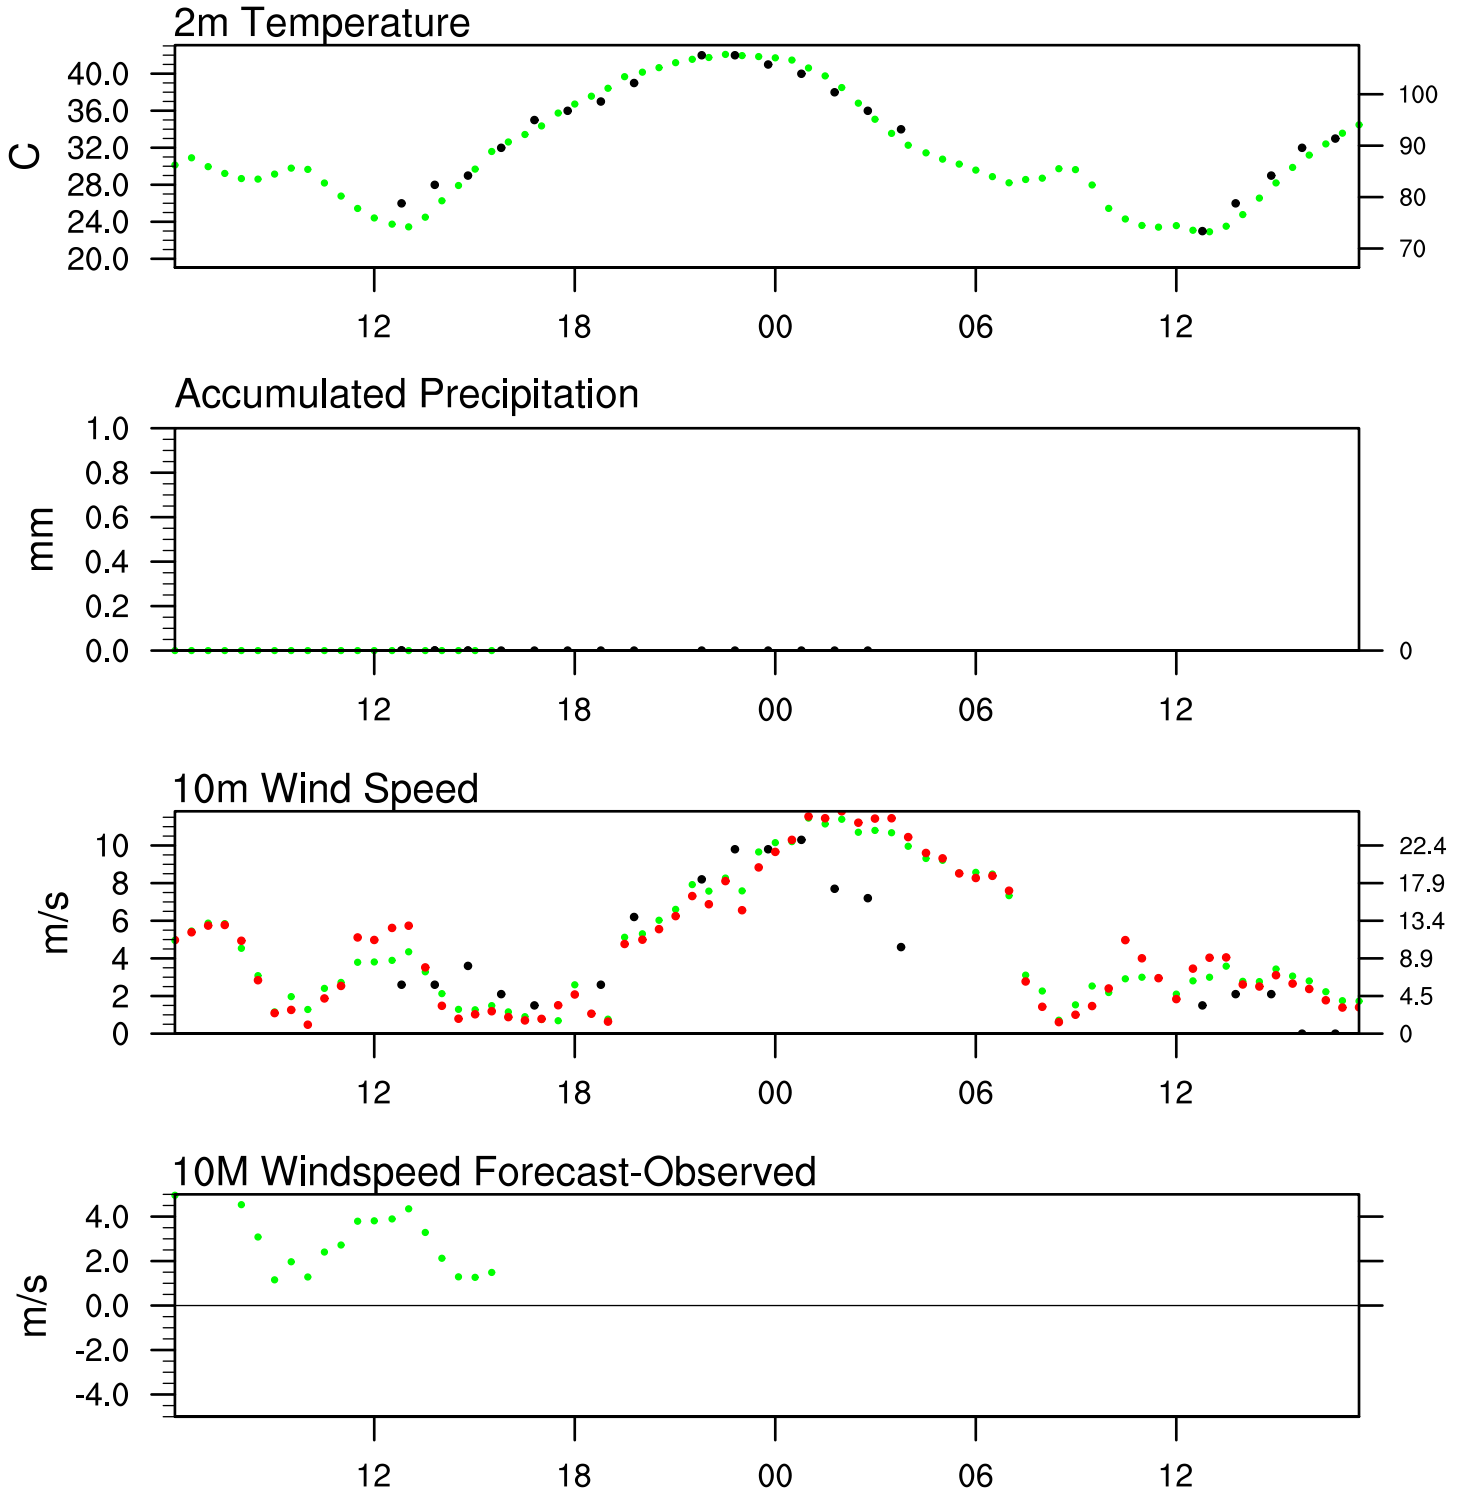 2m Temperature
40.0
36.0
32.0
28.0
24.0
20.0
C
100
90
80
70
12 18 00 06 12
Accumulated Precipitation
1.0
0.8
0.6
0.4
0.2
0.0
mm
0
12 18 00 06 12
10m Wind Speed
10
8
6
4
2
0
m/s
22.4
17.9
13.4
8.9
4.5
0
12 18 00 06 12
10M Windspeed Forecast-Observed
4.0
2.0
0.0
-2.0
-4.0
m/s
12 18 00 06 12